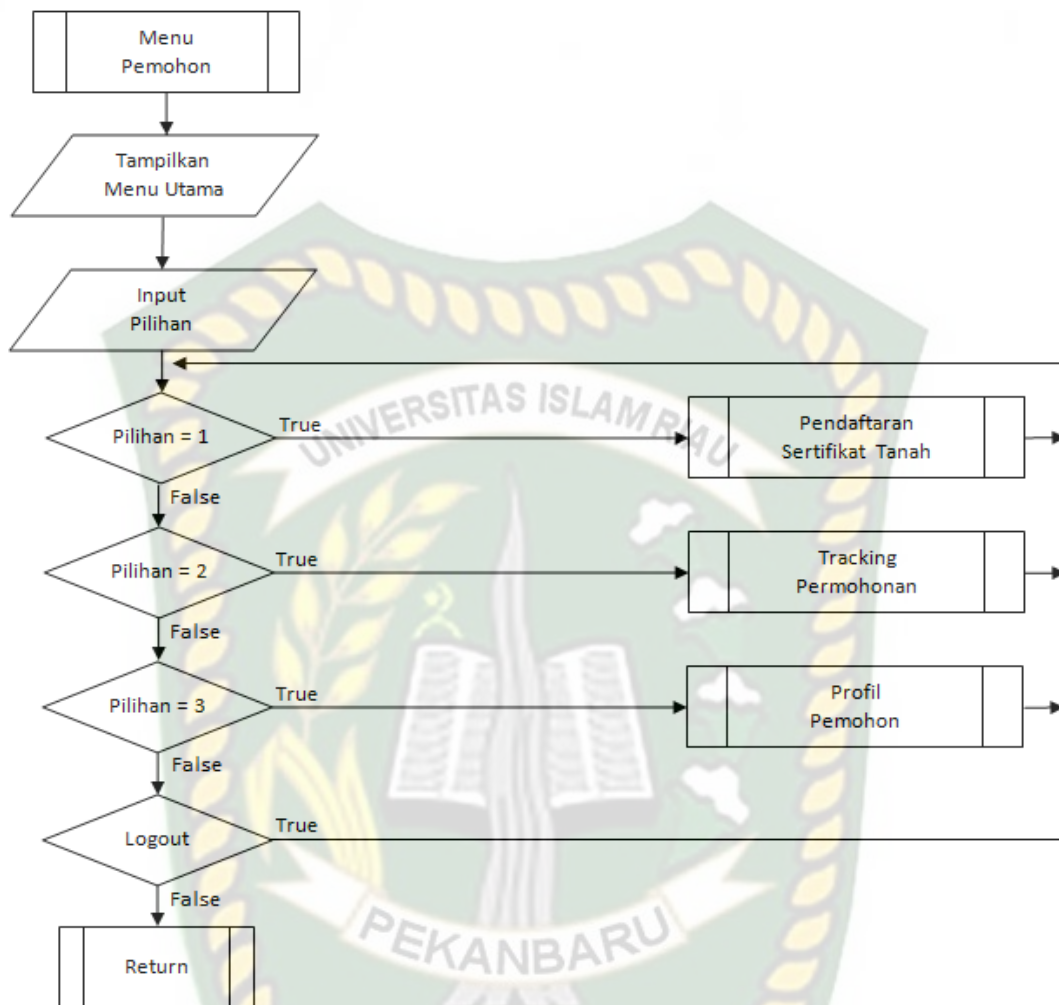 Menu
Pemohon
Tampilkan
Menu Utama
Input
Pilihan
UNIVERSITAS ISLAM RIAU
Pilihan = 1
True
Pendaftaran
Sertifikat Tanah
False
Pilihan = 2
True
Tracking
Permohonan
False
Pilihan = 3
True
Profil
Pemohon
False
Logout
True
False
PEKANBARU
Return